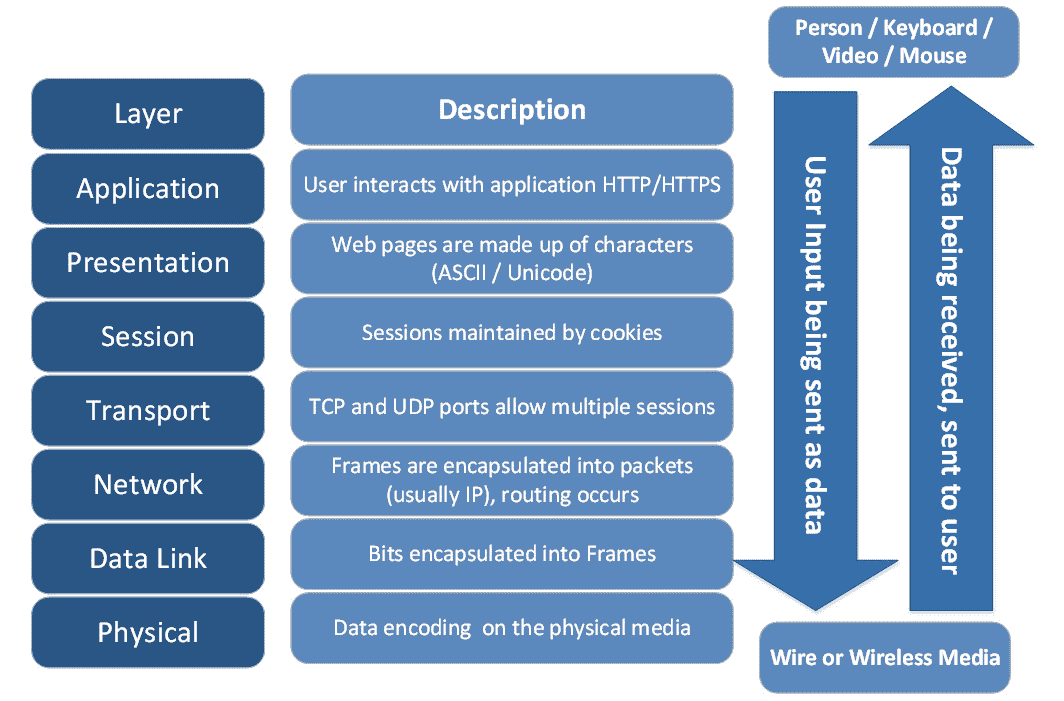 Person / Keyboard /
Video / Mouse
Layer
Description
Application
User interacts with application HTTP/HTTPS
Presentation
Web pages are made up of characters
(ASCII / Unicode)
Session
Sessions maintained by cookies
Transport
TCP and UDP ports allow multiple sessions
Network
Frames are encapsulated into packets
(usually IP), routing occurs
Data Link
Bits encapsulated into Frames
Physical
Data encoding on the physical media
User Input being sent as data
Data being received, sent to user
Wire or Wireless Media